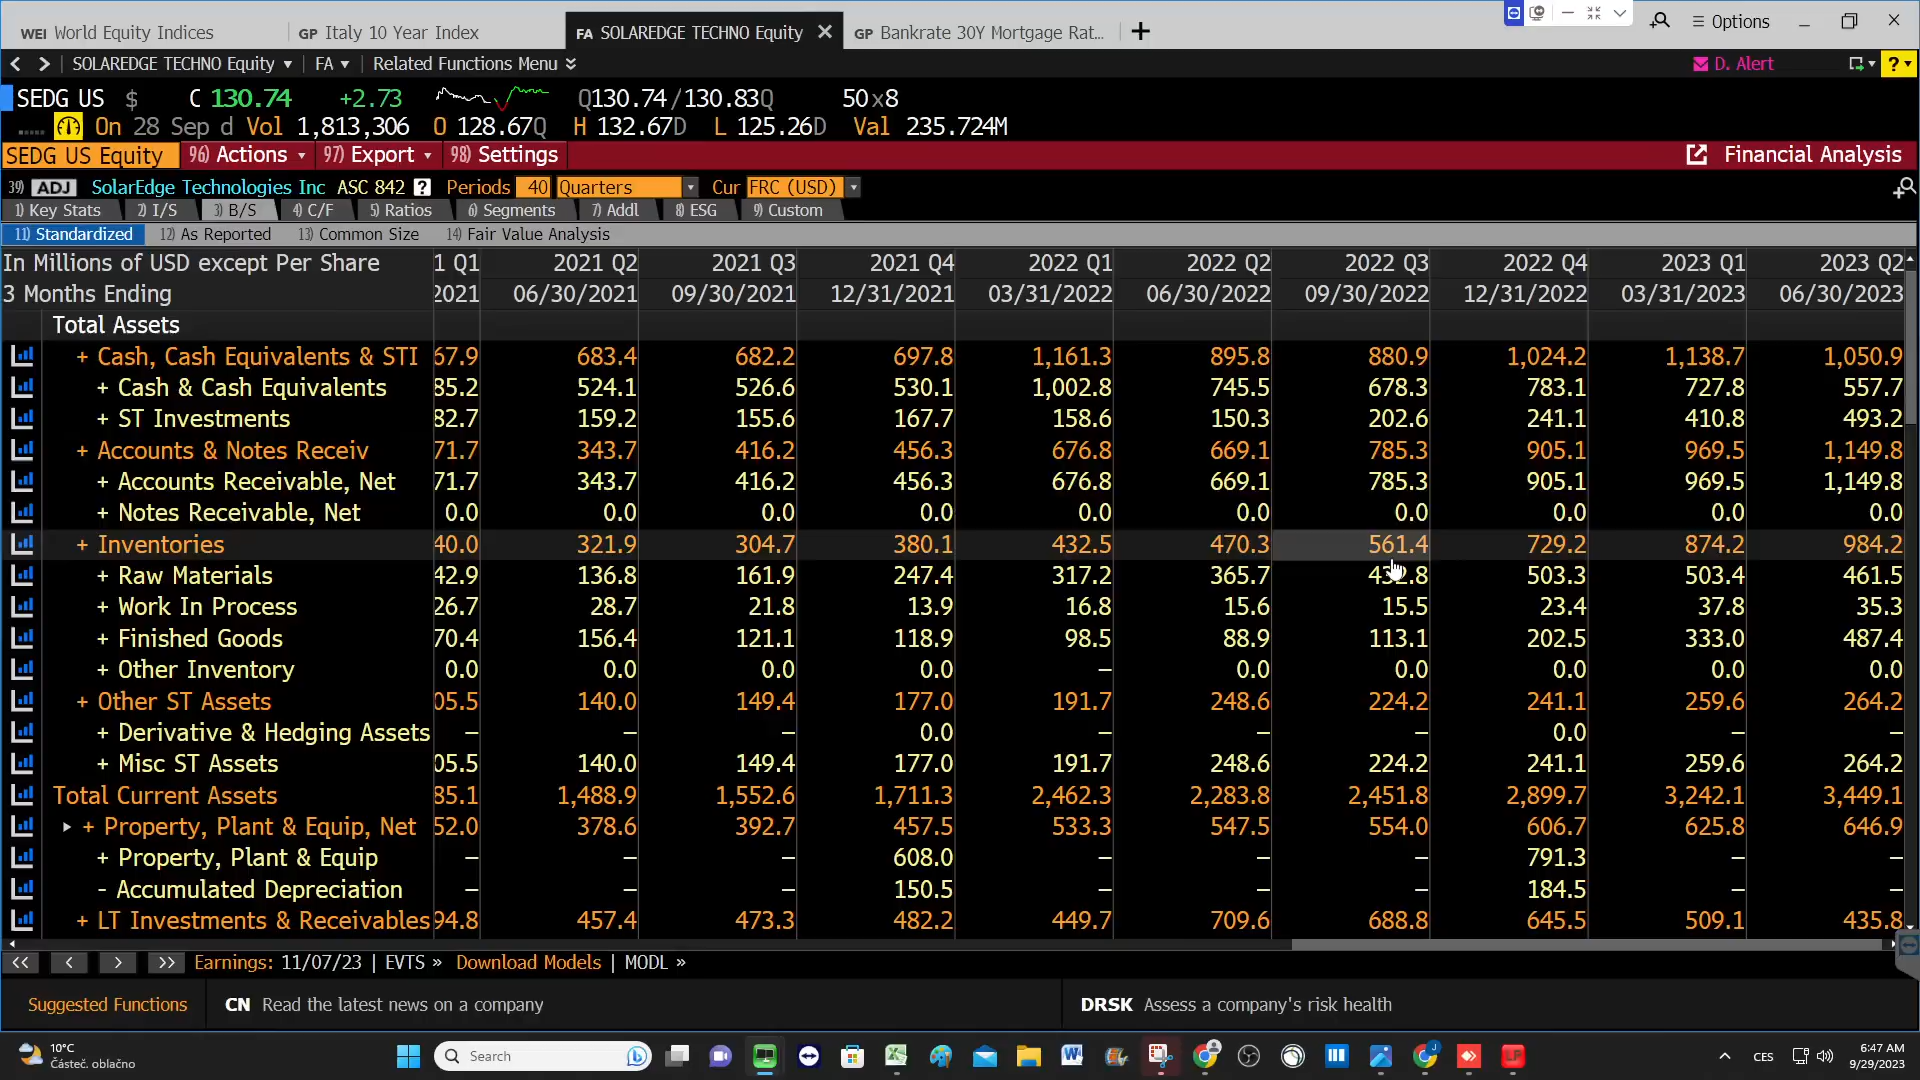 WEI World Equity Indices GP Italy 10 Year Index FA SOLAREDGE TECHNO Equity GP Bankrate 30Y Mortgage Rat... Options
SOLAREDGE TECHNO Equity FA Related Functions Menu D. Alert ?
SEDG US $ C 130.74 +2.73 Q130.74/130.83Q 50x8
On 28 Sep d Vol 1,813,306 O 128.67Q H 132.67D L 125.26D Val 235.724M
SEDG US Equity 96) Actions 97) Export 98) Settings Financial Analysis
39) ADJ SolarEdge Technologies Inc ASC 842 ? Periods 40 Quarters Cur FRC (USD)
1) Key Stats 2) I/S 3) B/S 4) C/F 5) Ratios 6) Segments 7) Addl 8) ESG 9) Custom
11) Standardized 12) As Reported 13) Common Size 14) Fair Value Analysis
In Millions of USD except Per Share 1 Q1 2021 Q2 2021 Q3 2021 Q4 2022 Q1 2022 Q2 2022 Q3 2022 Q4 2023 Q1 2023 Q2
3 Months Ending 2021 06/30/2021 09/30/2021 12/31/2021 03/31/2022 06/30/2022 09/30/2022 12/31/2022 03/31/2023 06/30/2023
Total Assets
+ Cash, Cash Equivalents & STI 67.9 683.4 682.2 697.8 1,161.3 895.8 880.9 1,024.2 1,138.7 1,050.9
+ Cash & Cash Equivalents 85.2 524.1 526.6 530.1 1,002.8 745.5 678.3 783.1 727.8 557.7
+ ST Investments 82.7 159.2 155.6 167.7 158.6 150.3 202.6 241.1 410.8 493.2
+ Accounts & Notes Receiv 71.7 343.7 416.2 456.3 676.8 669.1 785.3 905.1 969.5 1,149.8
+ Accounts Receivable, Net 71.7 343.7 416.2 456.3 676.8 669.1 785.3 905.1 969.5 1,149.8
+ Notes Receivable, Net 0.0 0.0 0.0 0.0 0.0 0.0 0.0 0.0 0.0 0.0
+ Inventories 40.0 321.9 304.7 380.1 432.5 470.3 561.4 729.2 874.2 984.2
+ Raw Materials 42.9 136.8 161.9 247.4 317.2 365.7 503.3 503.4 461.5
+ Work In Process 26.7 28.7 21.8 13.9 16.8 15.6 15.5 23.4 37.8 35.3
+ Finished Goods 70.4 156.4 121.1 118.9 98.5 88.9 113.1 202.5 333.0 487.4
+ Other Inventory 0.0 0.0 0.0 0.0 – 0.0 0.0 0.0 0.0 0.0
+ Other ST Assets 05.5 140.0 149.4 177.0 191.7 248.6 224.2 241.1 259.6 264.2
+ Derivative & Hedging Assets – – – 0.0 – – – 0.0 – –
+ Misc ST Assets 05.5 140.0 149.4 177.0 191.7 248.6 224.2 241.1 259.6 264.2
Total Current Assets 85.1 1,488.9 1,552.6 1,711.3 2,462.3 2,283.8 2,451.8 2,899.7 3,242.1 3,449.1
+ Property, Plant & Equip, Net 52.0 378.6 392.7 457.5 533.3 547.5 554.0 606.7 625.8 646.9
+ Property, Plant & Equip – – – 608.0 – – – 791.3 – –
- Accumulated Depreciation – – – 150.5 – – – 184.5 – –
+ LT Investments & Receivables 94.8 457.4 473.3 482.2 449.7 709.6 688.8 645.5 509.1 435.8
<< < > >> Earnings: 11/07/23 | EVTS » Download Models | MODL »
Suggested Functions CN Read the latest news on a company DRSK Assess a company's risk health
10°C
Částeč. oblačno
Search
CES
6:47 AM
9/29/2023